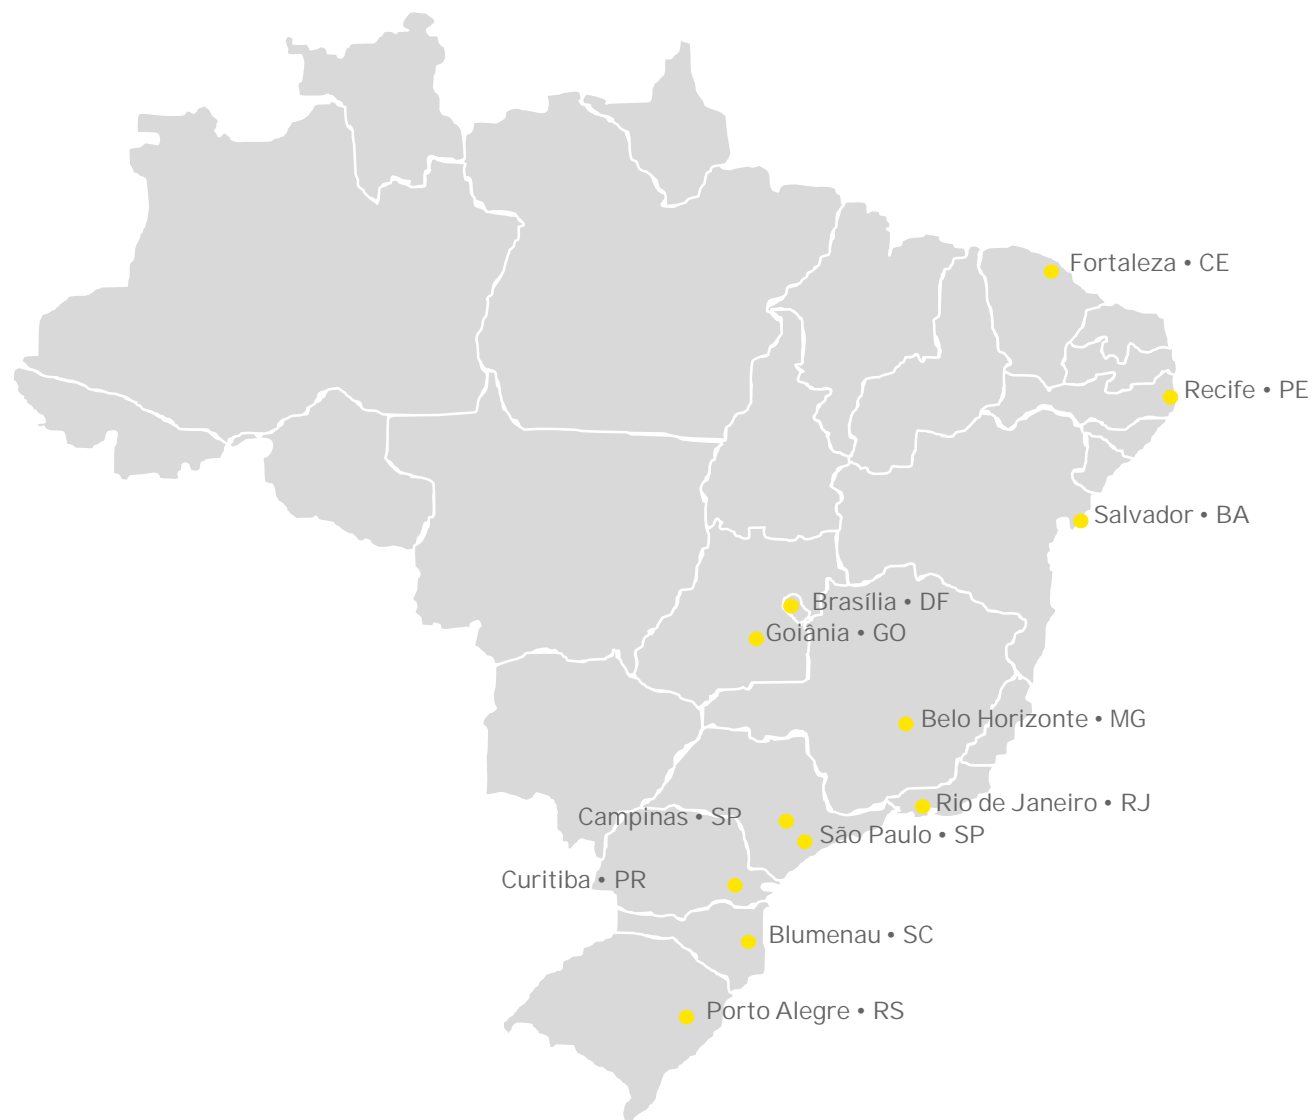 Fortaleza • CE
Recife • PE
Salvador • BA
Brasília • DF
Goiânia • GO
Belo Horizonte • MG
Rio de Janeiro • RJ
Campinas • SP
São Paulo • SP
Curitiba • PR
Blumenau • SC
Porto Alegre • RS